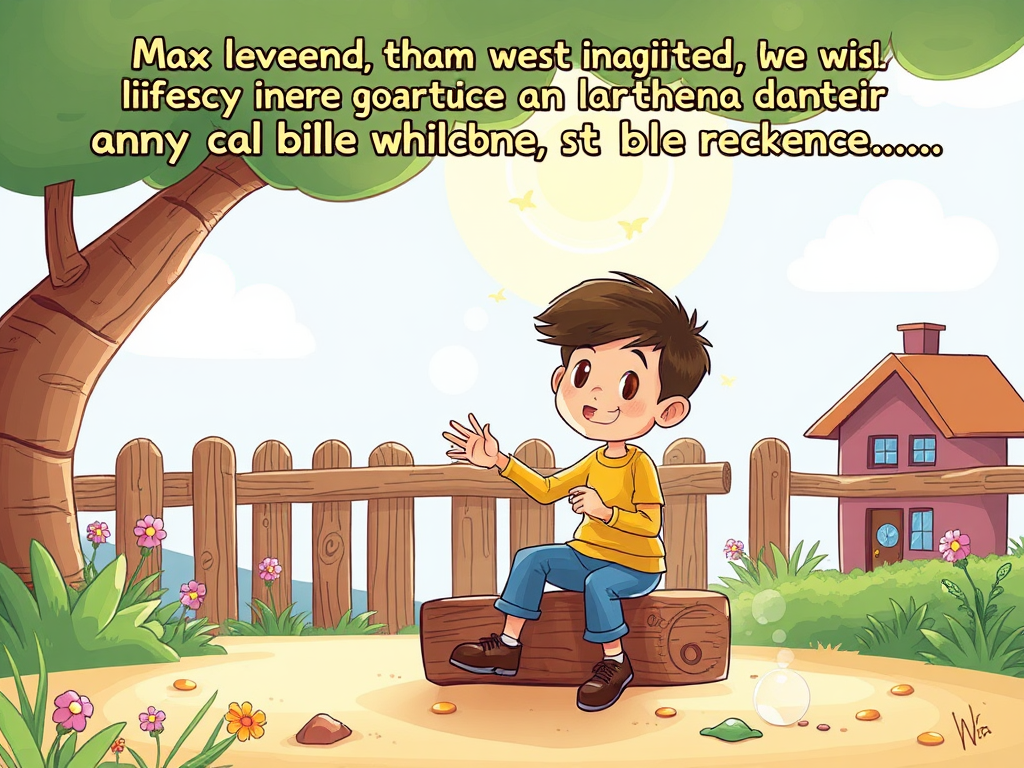 Max leveend, tham west inagiited, we wisl.
liifescy inere goartuice an larthena danteir
anny cal bille whilcbne, st ble reckence......